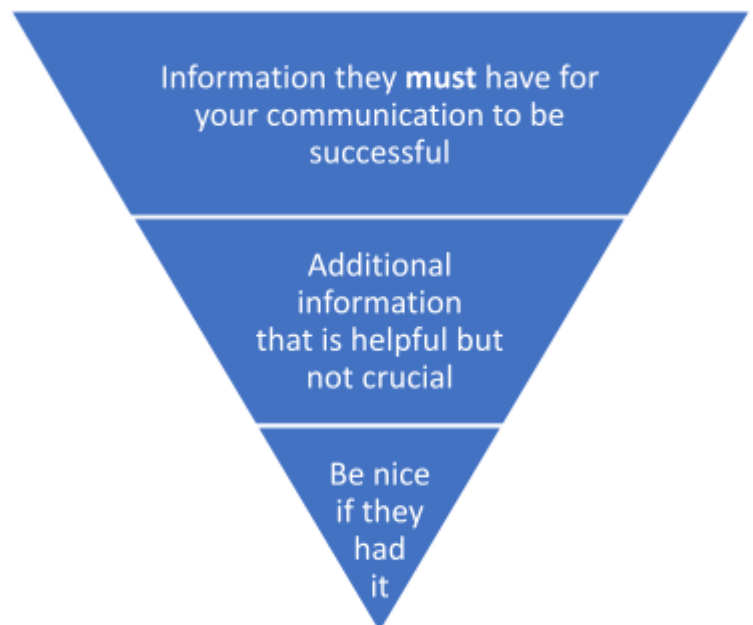 Information they must have for
your communication to be
successful
Additional
information
that is helpful but
not crucial
Be nice
if they
had
it